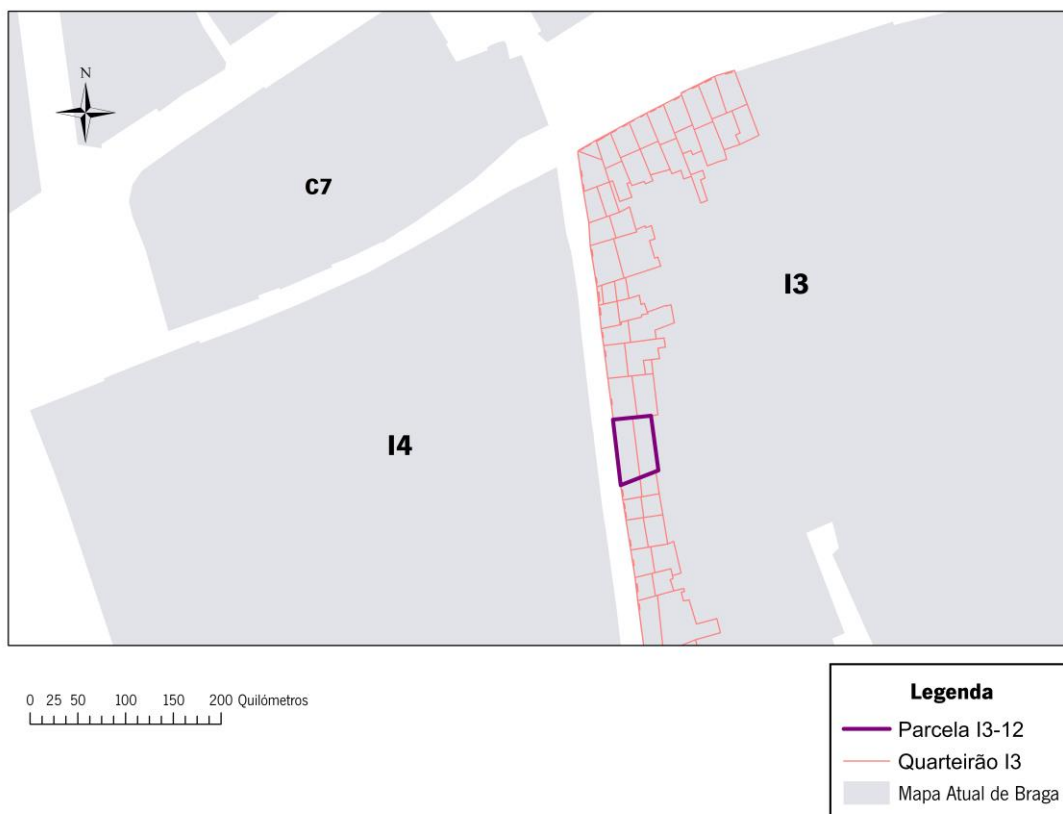 N
C7
I3
I4
0 25 50 100 150 200 Quilómetros
Legenda
Parcela I3-12
Quarteirão I3
Mapa Atual de Braga